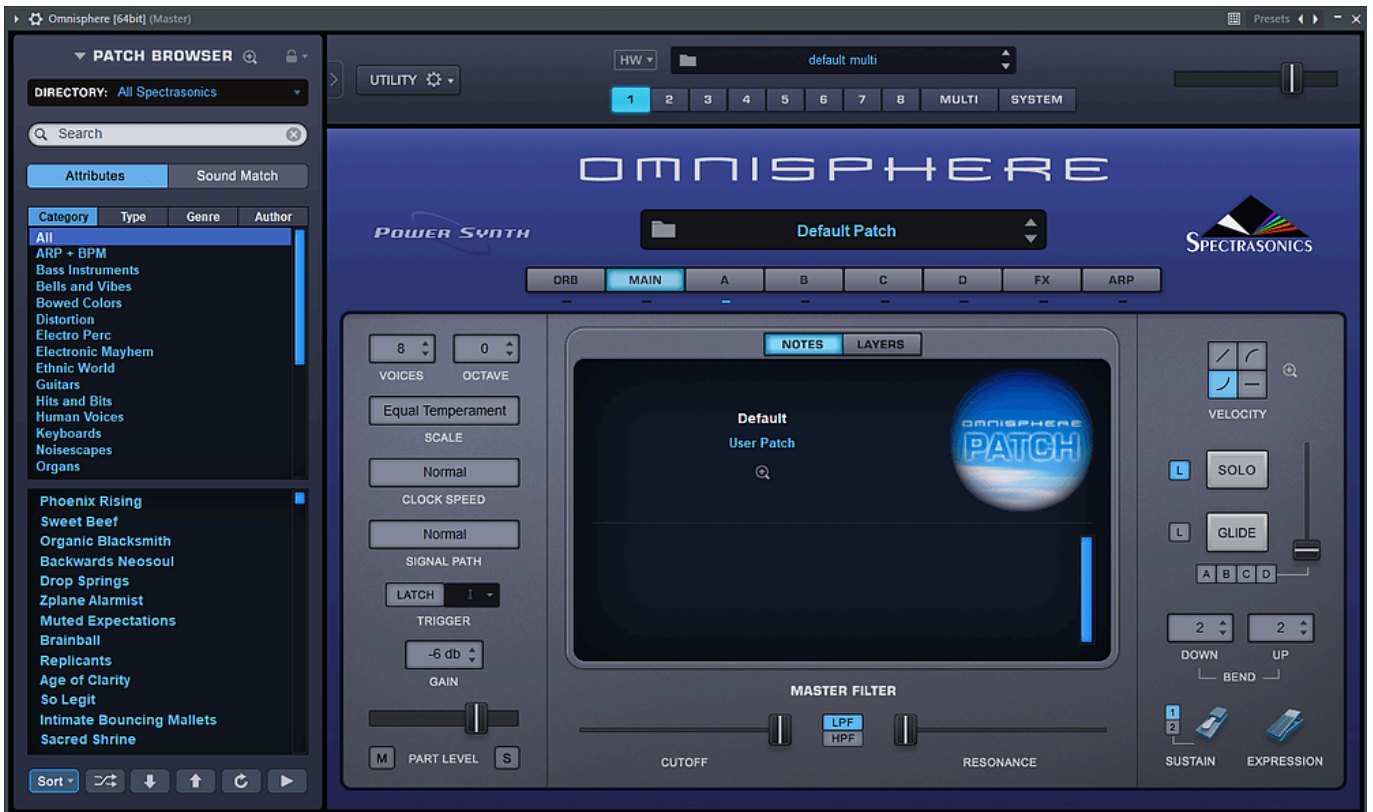 Omnisphere [64bit] (Master)
Presets
PATCH BROWSER
DIRECTORY: All Spectrasonics
Search
Attributes
Sound Match
Category
Type
Genre
Author
All
ARP + BPM
Bass Instruments
Bells and Vibes
Bowed Colors
Distortion
Electro Perc
Electronic Mayhem
Ethnic World
Guitars
Hits and Bits
Human Voices
Keyboards
Noisescapes
Organs
Phoenix Rising
Sweet Beef
Organic Blacksmith
Backwards Neosoul
Drop Springs
Zplane Alarmist
Muted Expectations
Brainball
Replicants
Age of Clarity
So Legit
Intimate Bouncing Mallets
Sacred Shrine
Sort
UTILITY
HW
default multi
1 2 3 4 5 6 7 8 MULTI SYSTEM
OMNISPHERE
POWER SYNTH
Default Patch
SPECTRASONICS
ORB MAIN A B C D FX ARP
8 0
VOICES OCTAVE
Equal Temperament
SCALE
Normal
CLOCK SPEED
Normal
SIGNAL PATH
LATCH
TRIGGER
-6 db
GAIN
M PART LEVEL S
NOTES LAYERS
Default
User Patch
OMNISPHERE
PATCH
MASTER FILTER
LPF
HPF
CUTOFF
RESONANCE
VELOCITY
L SOLO
L GLIDE
A B C D
2 2
DOWN UP
BEND
1
2
SUSTAIN EXPRESSION